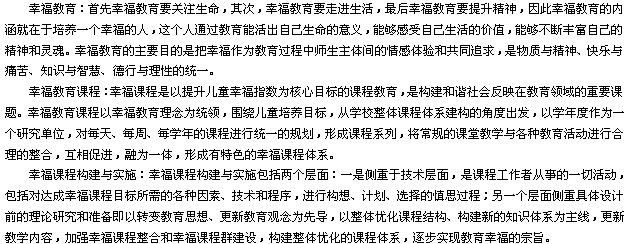 幸福教育：首先幸福教育要关注生命，其次，幸福教育要走进生活，最后幸福教育要提升精神，因此幸福教育的内
涵就在于培养一个幸福的人，这个人通过教育能活出自己生命的意义，能够感受自己生活的价值，能够不断丰富自己的
精神和灵魂。幸福教育的主要目的是把幸福作为教育过程中师生主体间的情感体验和共同追求，是物质与精神、快乐与
痛苦、知识与智慧、德行与理性的统一。
幸福教育课程：幸福课程是以提升儿童幸福指数为核心目标的课程教育，是构建和谐社会反映在教育领域的重要课
题。幸福教育课程以幸福教育理念为统领，围绕儿童培养目标，从学校整体课程体系建构的角度出发，以学年度作为一
个研究单位，对每天、每周、每学年的课程进行统一的规划，形成课程系列，将常规的课堂教学与各种教育活动进行合
理的整合，互相促进，融为一体，形成有特色的幸福课程体系。
幸福课程构建与实施：幸福课程构建与实施包括两个层面：一是侧重于技术层面，是课程工作者从事的一切活动，
包括对达成幸福课程目标所需的各种因素、技术和程序，进行构想、计划、选择的慎思过程；另一个层面侧重具体设计
前的理论研究和准备即以转变教育思想、更新教育观念为先导，以整体优化课程结构、构建新的知识体系为主线，更新
教学内容，加强幸福课程整合和幸福课程群建设，构建整体优化的课程体系，逐步实现教育幸福的宗旨。